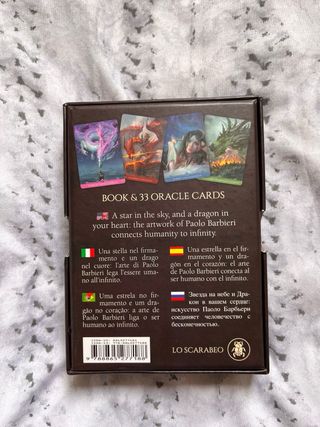 BOOK & 33 ORACLE CARDS
A star in the sky, and a dragon in
your heart: the artwork of Paolo Barbieri
connects humanity to infinity.
Una stella nel firma-
mento e un drago
nel cuore: l'arte di Paolo
Barbieri lega l'essere uma-
no all'infinito.
Una estrella en el fir-
mamento y un dra-
gón en el corazón: el arte
de Paolo Barbieri conecta al
ser humano con el infinito.
Uma estrela no fir-
mamento e um dra-
gão no coração: a arte
de Paolo Barbieri liga o ser
humano ao infinito.
Звезда на небе и Дра-
кон в вашем сердце:
искусство Паоло Барбьери
соединяет человечество с
бесконечностью.
9 788865 277188
LO SCARABEO